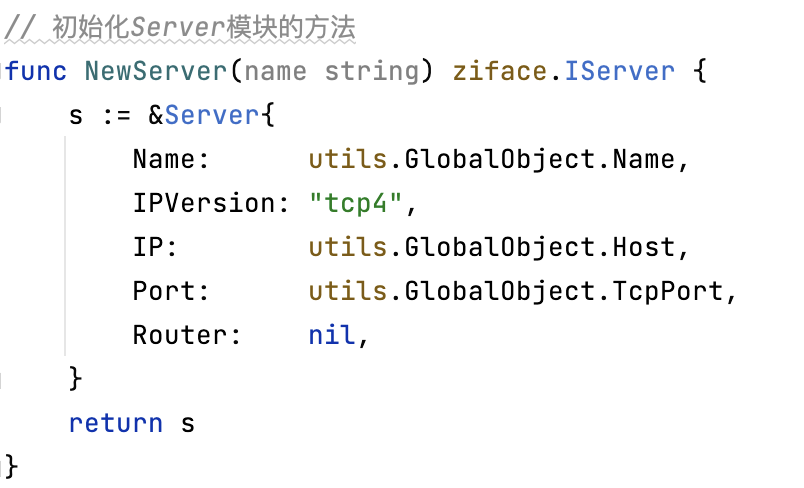 // 初始化Server模块的方法
func NewServer(name string) ziface.IServer {
    s := &Server{
        Name:      utils.GlobalObject.Name,
        IPVersion: "tcp4",
        IP:        utils.GlobalObject.Host,
        Port:      utils.GlobalObject.TcpPort,
        Router:    nil,
    }
    return s
}